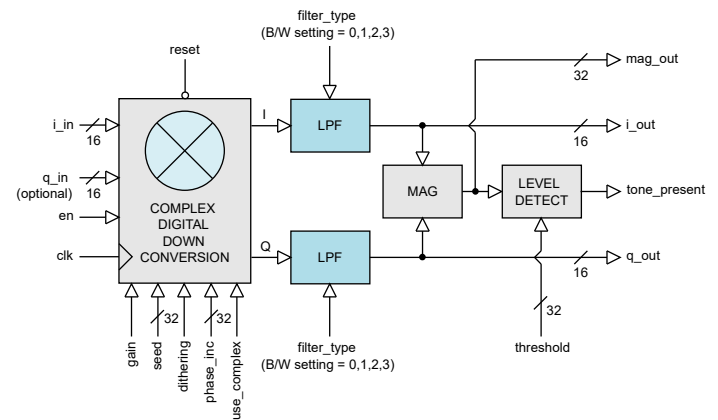 filter_type
(B/W setting = 0,1,2,3)
reset
mag_out
32
i_in
16
I
LPF
i_out
16
q_in
(optional)
16
COMPLEX
DIGITAL
DOWN
CONVERSION
MAG
LEVEL
DETECT
tone_present
en
clk
Q
LPF
q_out
16
gain
seed
32
dithering
phase_inc
32
use_complex
filter_type
(B/W setting = 0,1,2,3)
32
threshold